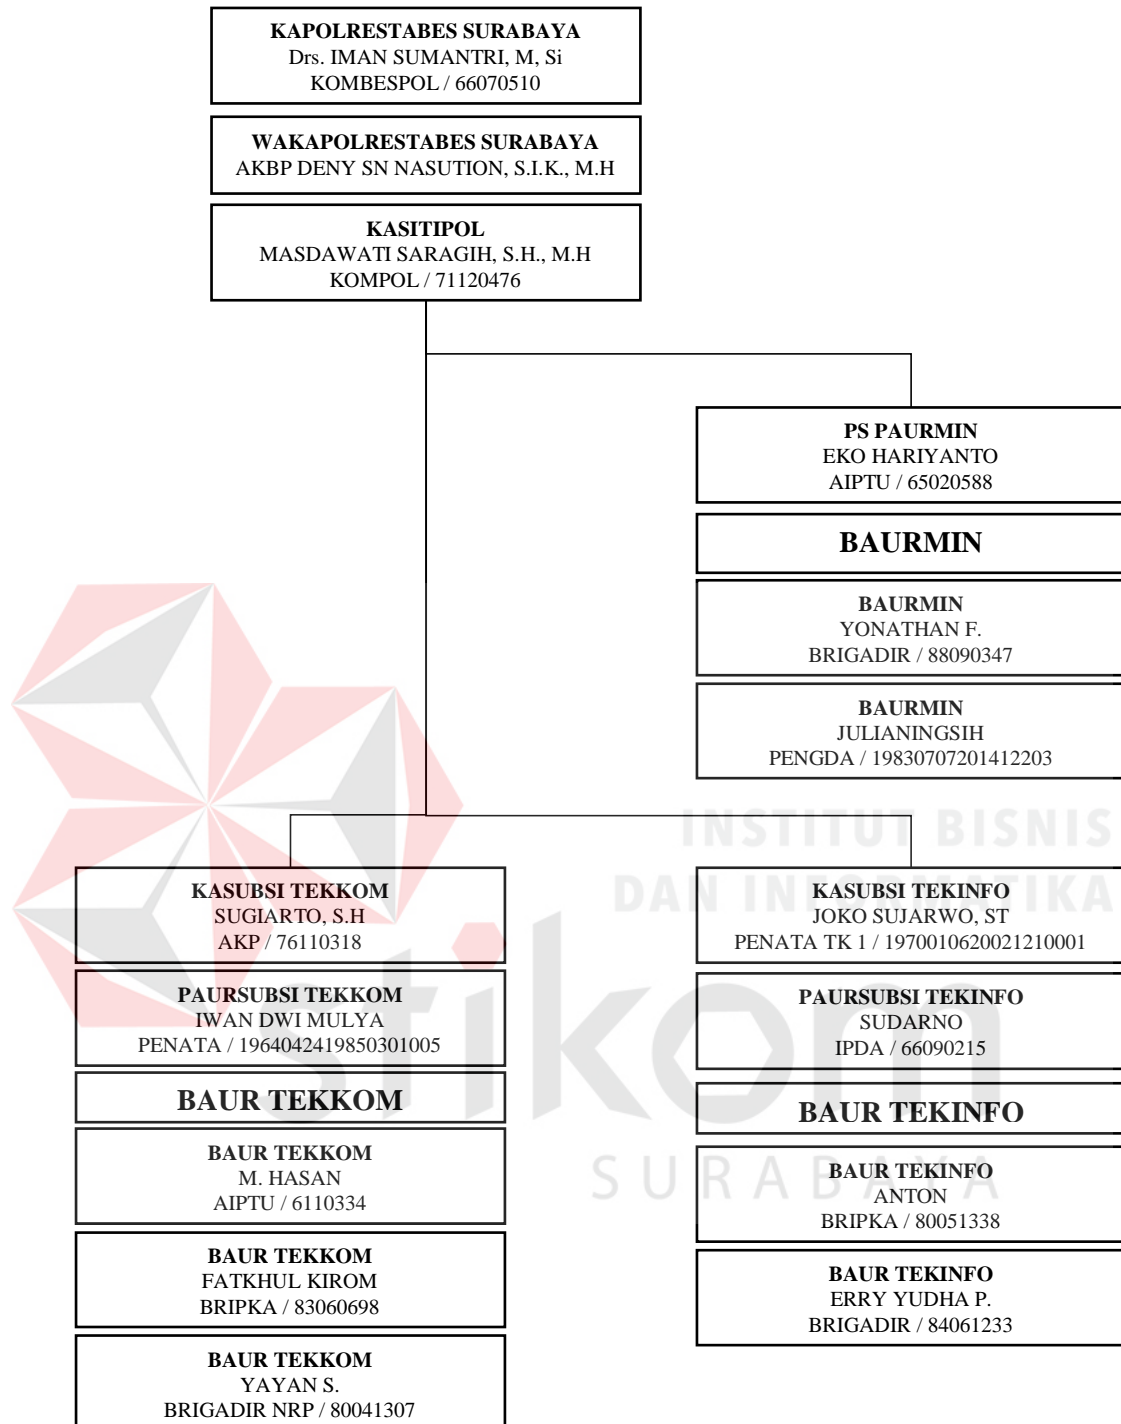 KAPOLRESTABES SURABAYA
Drs. IMAN SUMANTRI, M, Si
KOMBESPOL / 66070510
WAKAPOLRESTABES SURABAYA
AKBP DENY SN NASUTION, S.I.K., M.H
KASITIPOL
MASDAWATI SARAGIH, S.H., M.H
KOMPOL / 71120476
PS PAURMIN
EKO HARIYANTO
AIPTU / 65020588
BAURMIN
BAURMIN
YONATHAN F.
BRIGADIR / 88090347
BAURMIN
JULIANINGSIH
PENGDA / 19830707201412203
INSTITUT BISNIS
DAN INFORMATIKA
stikom
SURABAYA
KASUBSI TEKKOM
SUGIARTO, S.H
AKP / 76110318
PAURSUBSI TEKKOM
IWAN DWI MULYA
PENATA / 1964042419850301005
BAUR TEKKOM
BAUR TEKKOM
M. HASAN
AIPTU / 6110334
BAUR TEKKOM
FATKHUL KIROM
BRIPKA / 83060698
BAUR TEKKOM
YAYAN S.
BRIGADIR NRP / 80041307
KASUBSI TEKINFO
JOKO SUJARWO, ST
PENATA TK 1 / 1970010620021210001
PAURSUBSI TEKINFO
SUDARNO
IPDA / 66090215
BAUR TEKINFO
BAUR TEKINFO
ANTON
BRIPKA / 80051338
BAUR TEKINFO
ERRY YUDHA P.
BRIGADIR / 84061233